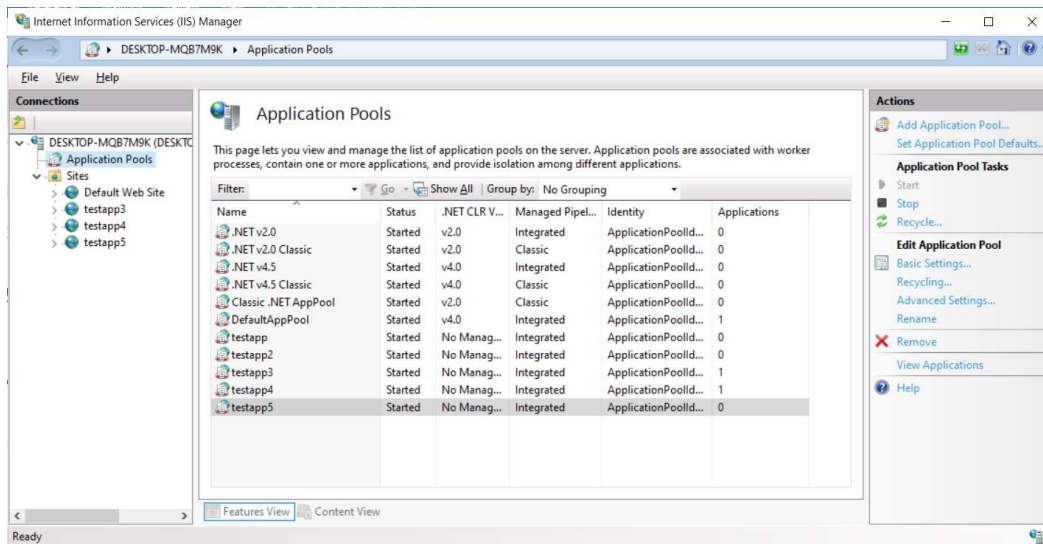 Internet Information Services (IIS) Manager
DESKTOP-MQB7M9K Application Pools
File View Help
Connections
DESKTOP-MQB7M9K (DESKTC
Application Pools
Sites
Default Web Site
testapp3
testapp4
testapp5
Application Pools
This page lets you view and manage the list of application pools on the server. Application pools are associated with worker
processes, contain one or more applications, and provide isolation among different applications.
Filter: Go Show All Group by: No Grouping
Name Status .NET CLR V... Managed Pipel... Identity Applications
.NET v2.0 Started v2.0 Integrated ApplicationPoolId... 0
.NET v2.0 Classic Started v2.0 Classic ApplicationPoolId... 0
.NET v4.5 Started v4.0 Integrated ApplicationPoolId... 0
.NET v4.5 Classic Started v4.0 Classic ApplicationPoolId... 0
Classic .NET AppPool Started v2.0 Classic ApplicationPoolId... 0
DefaultAppPool Started v4.0 Integrated ApplicationPoolId... 1
testapp Started No Manag... Integrated ApplicationPoolId... 0
testapp2 Started No Manag... Integrated ApplicationPoolId... 0
testapp3 Started No Manag... Integrated ApplicationPoolId... 1
testapp4 Started No Manag... Integrated ApplicationPoolId... 1
testapp5 Started No Manag... Integrated ApplicationPoolId... 0
Features View Content View
Actions
Add Application Pool...
Set Application Pool Defaults...
Application Pool Tasks
Start
Stop
Recycle...
Edit Application Pool
Basic Settings...
Recycling...
Advanced Settings...
Rename
Remove
View Applications
Help
Ready